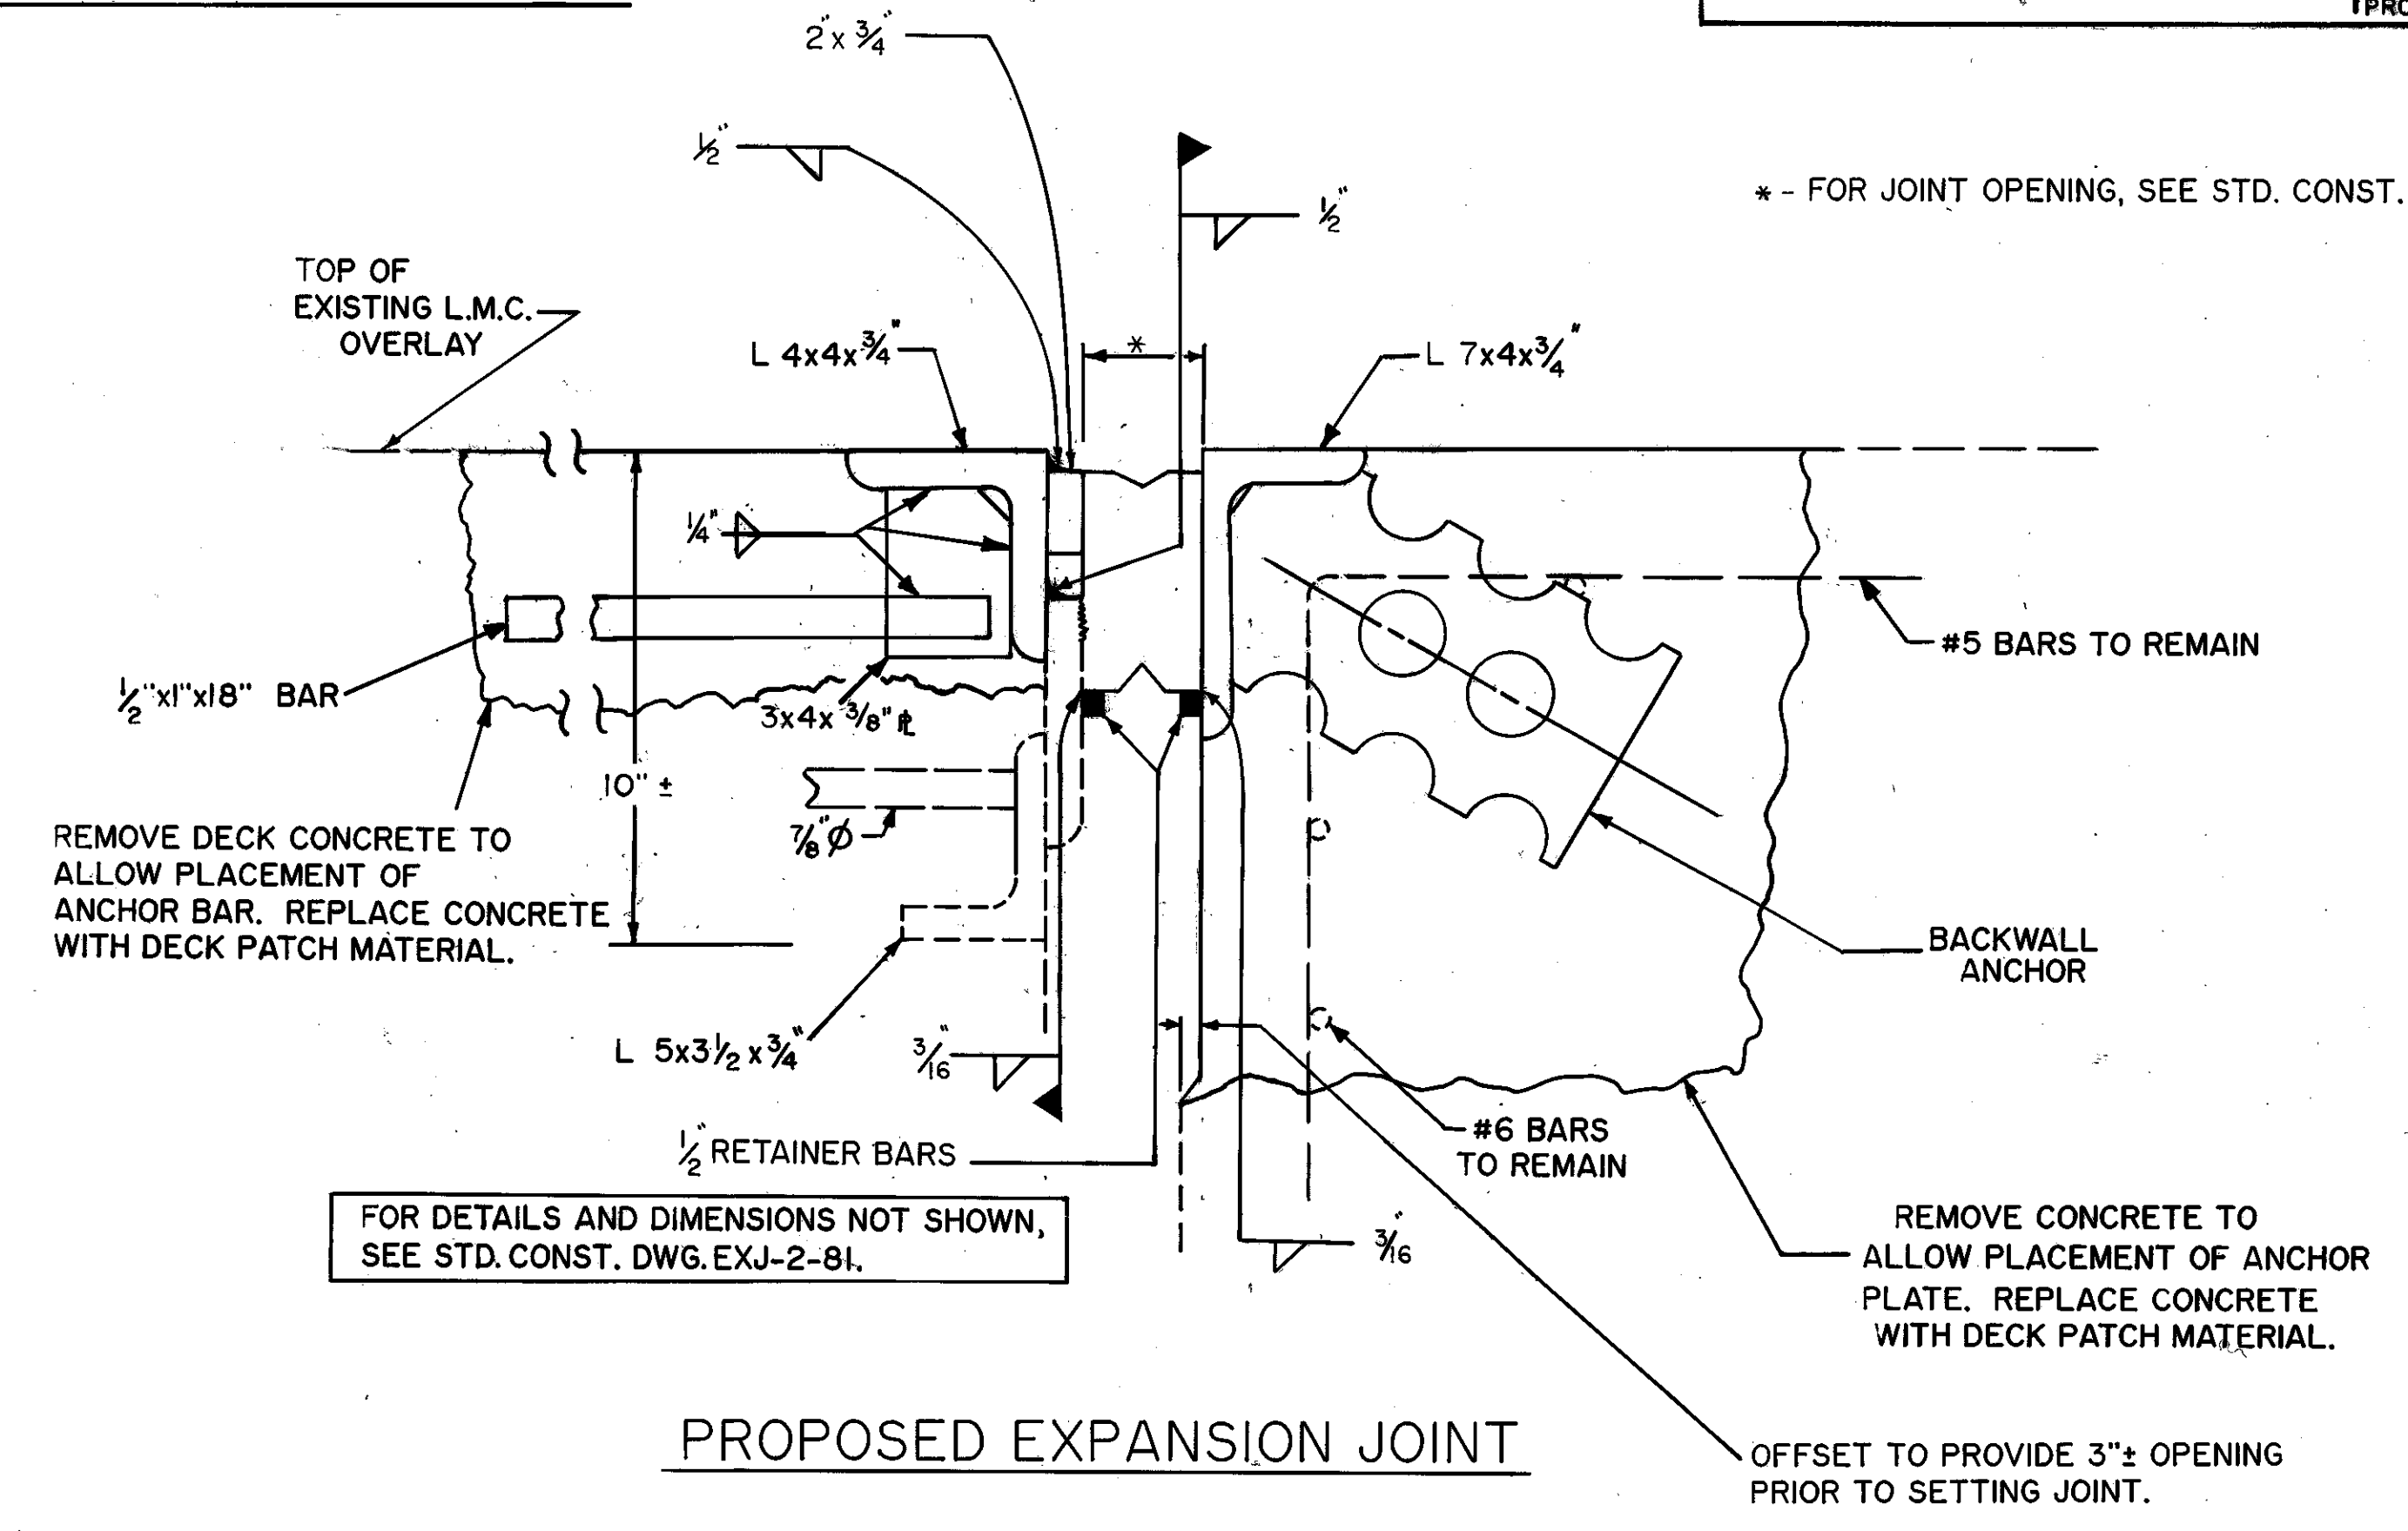 2" x 3/4"
1/2"
1/2"
* - FOR JOINT OPENING, SEE STD. CONST.
TOP OF
EXISTING L.M.C.
OVERLAY
L 4x4x3/4"
*
L 7x4x3/4"
1/4"
#5 BARS TO REMAIN
1/2"x1"x18" BAR
3x4x 3/8" ℄
10" ±
7/8"Ø
REMOVE DECK CONCRETE TO
ALLOW PLACEMENT OF
ANCHOR BAR. REPLACE CONCRETE
WITH DECK PATCH MATERIAL.
BACKWALL
ANCHOR
L 5x3 1/2 x 3/4"
3/16"
1/2" RETAINER BARS
#6 BARS
TO REMAIN
FOR DETAILS AND DIMENSIONS NOT SHOWN,
SEE STD. CONST. DWG. EXJ-2-81.
3/16"
REMOVE CONCRETE TO
ALLOW PLACEMENT OF ANCHOR
PLATE. REPLACE CONCRETE
WITH DECK PATCH MATERIAL.
PROPOSED EXPANSION JOINT
OFFSET TO PROVIDE 3"± OPENING
PRIOR TO SETTING JOINT.